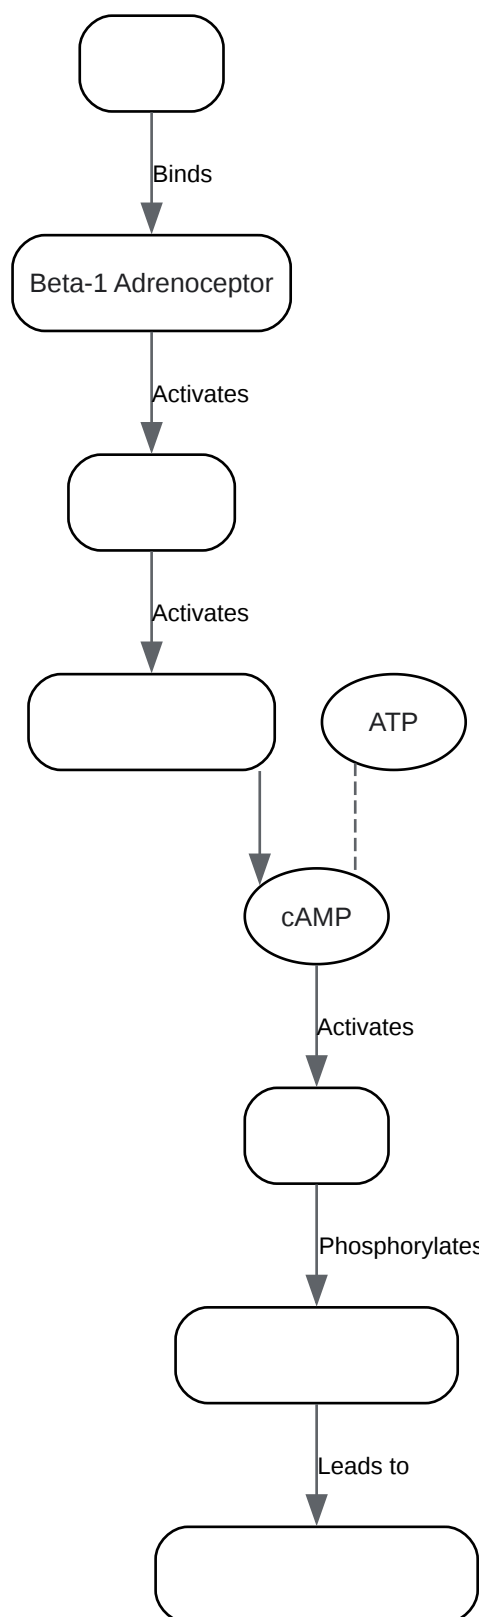 Binds
Beta-1 Adrenoceptor
Activates
Activates
ATP
cAMP
Activates
Phosphorylates
Leads to